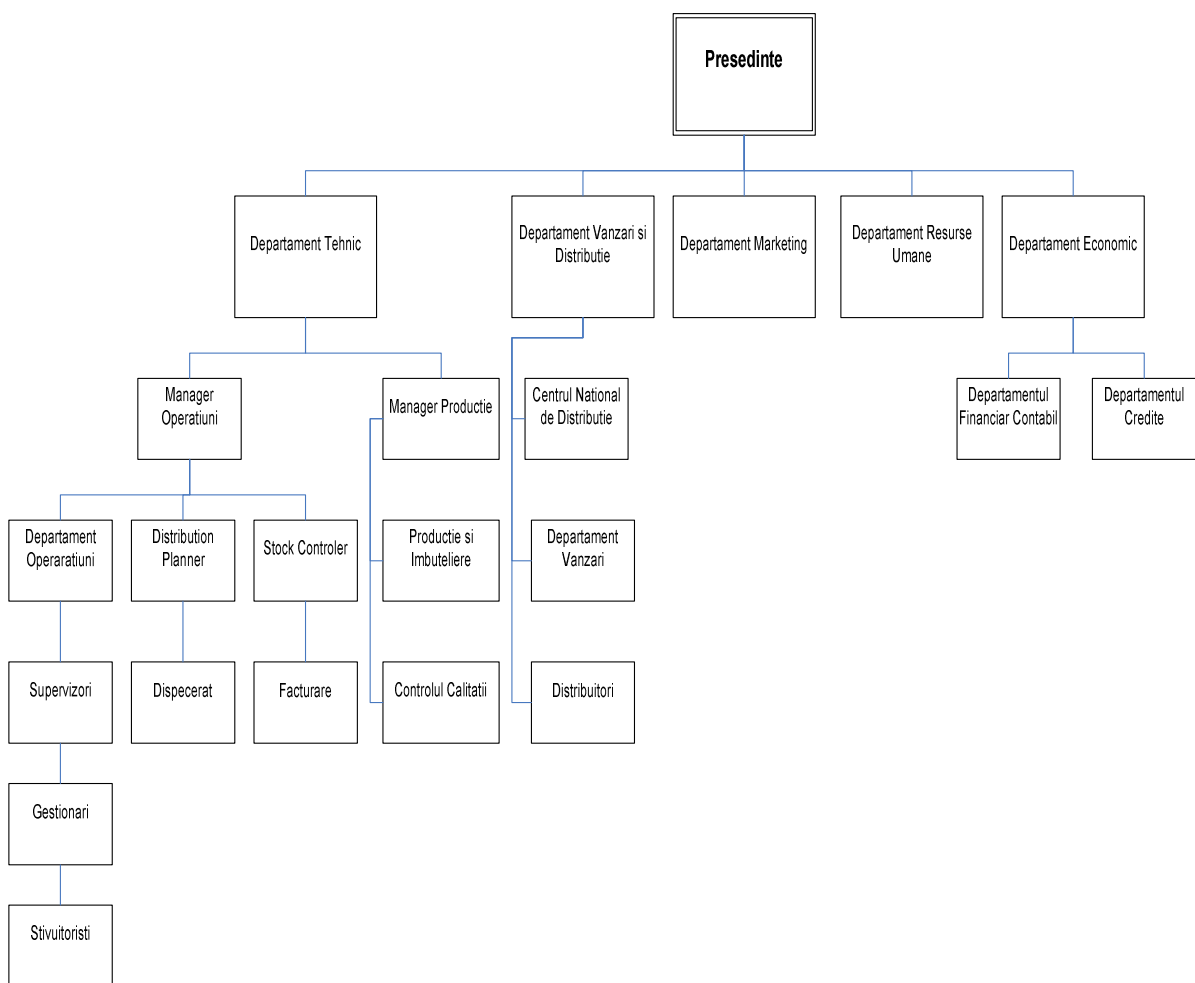 Presedinte
Departament Tehnic
Departament Vanzari si
Distributie
Departament Marketing
Departament Resurse
Umane
Departament Economic
Manager
Operatiuni
Manager Productie
Centrul National
de Distributie
Departamentul
Financiar Contabil
Departamentul
Credite
Departament
Operaratiuni
Distribution
Planner
Stock Controler
Productie si
Imbuteliere
Departament
Vanzari
Supervizori
Dispecerat
Facturare
Controlul Calitatii
Distribuitori
Gestionari
Stivuitoristi